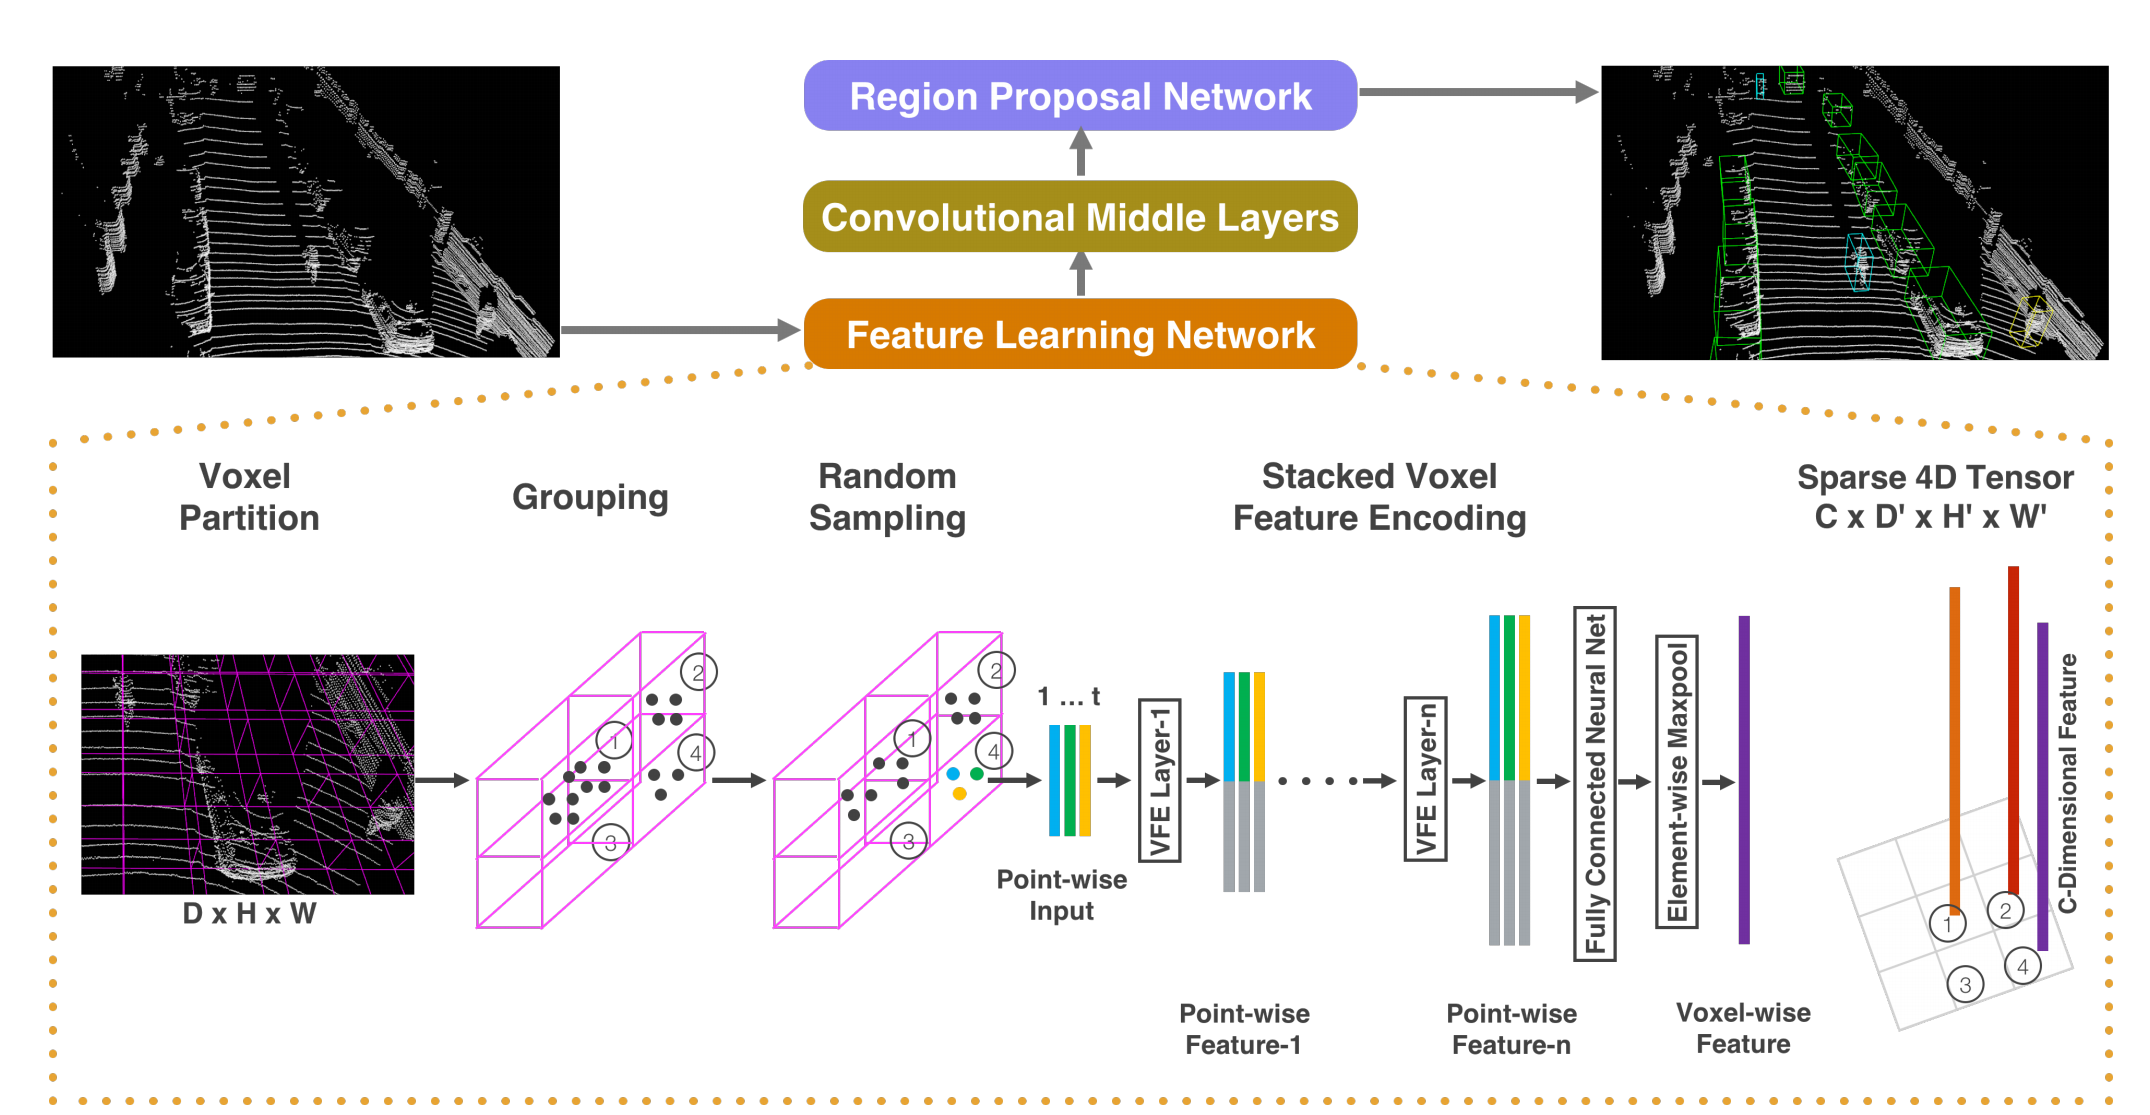 Region Proposal Network
Convolutional Middle Layers
Feature Learning Network
Voxel
Partition
Grouping
Random
Sampling
Stacked Voxel
Feature Encoding
Sparse 4D Tensor
C x D' x H' x W'
D x H x W
1
2
3
4
1
2
3
4
1 ... t
Point-wise
Input
VFE Layer-1
Point-wise
Feature-1
VFE Layer-n
Point-wise
Feature-n
Fully Connected Neural Net
Element-wise Maxpool
Voxel-wise
Feature
C-Dimensional Feature
1
2
3
4